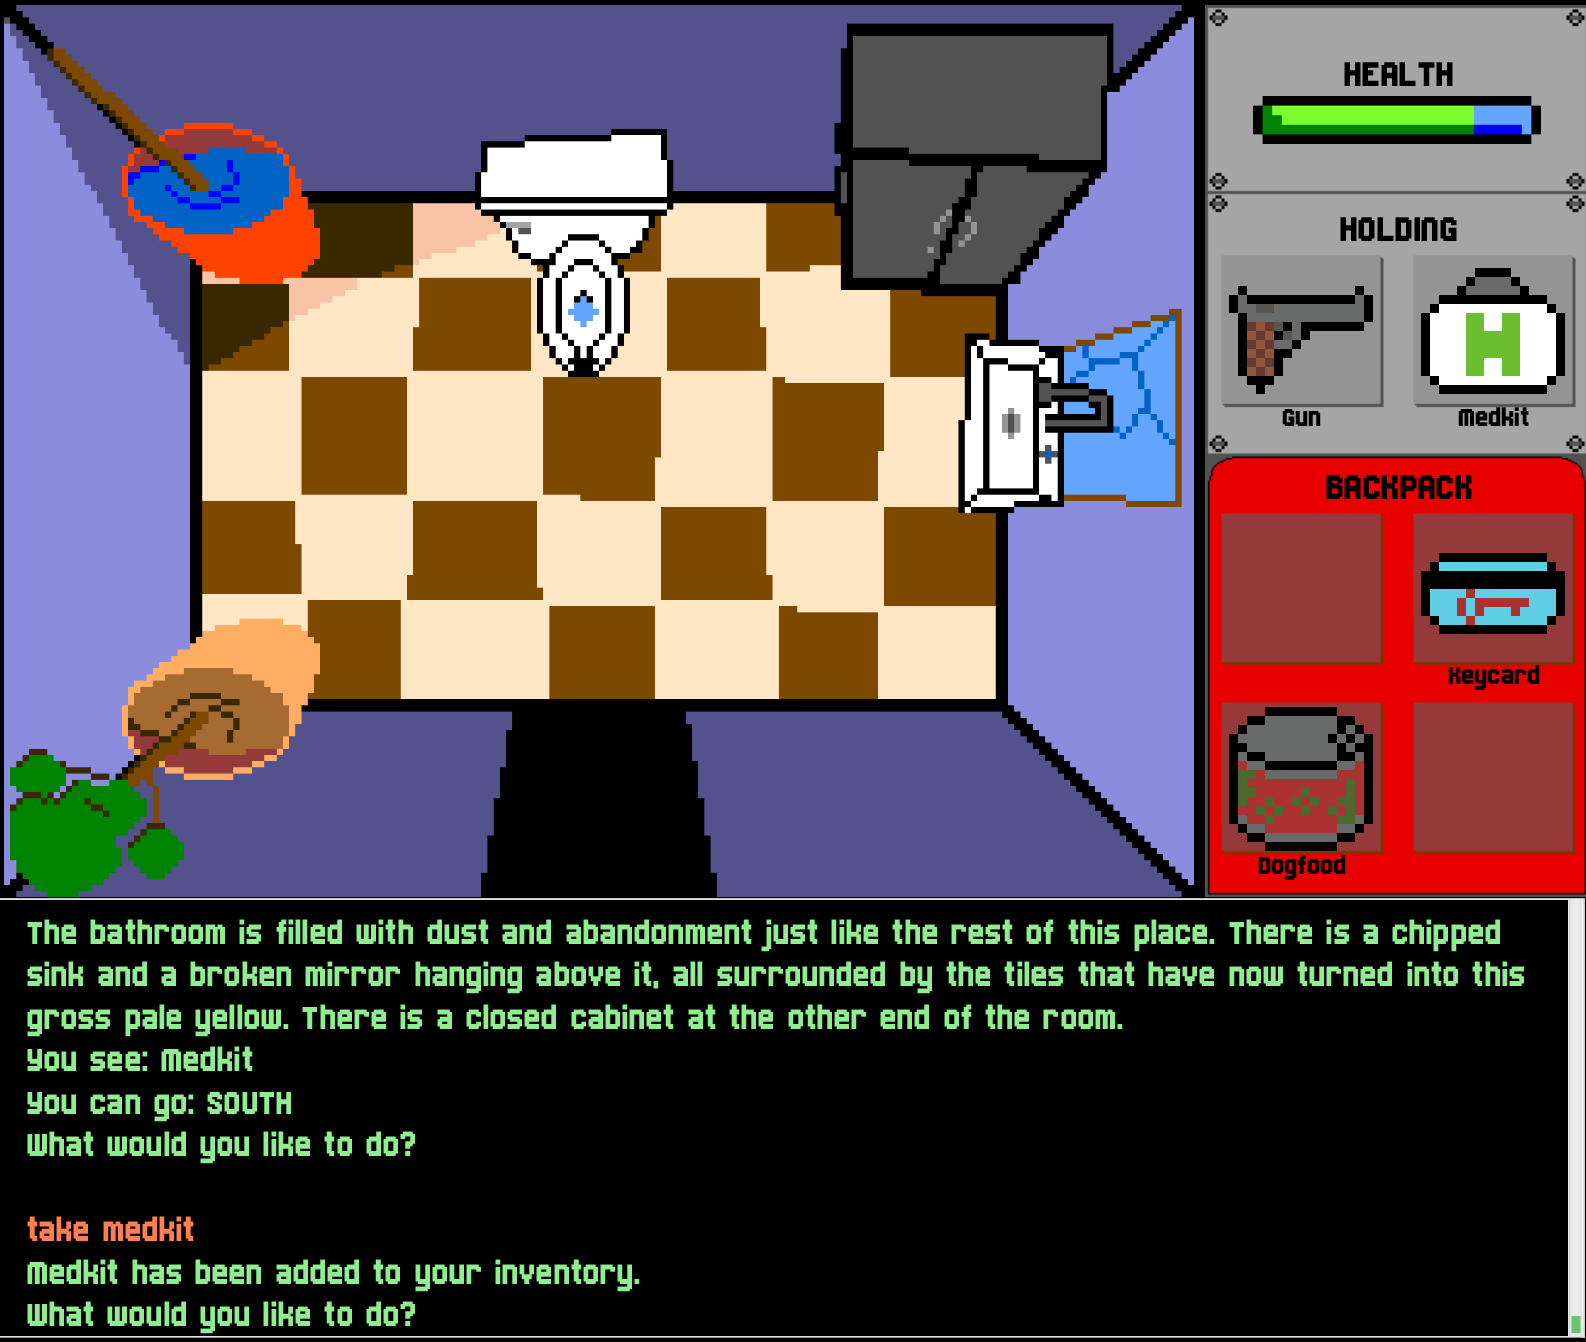 HEALTH
HOLDING
Gun
Medkit
H
BACKPACK
Keycard
Dogfood
The bathroom is filled with dust and abandonment just like the rest of this place. There is a chipped
sink and a broken mirror hanging above it, all surrounded by the tiles that have now turned into this
gross pale yellow. There is a closed cabinet at the other end of the room.
You see: Medkit
You can go: SOUTH
What would you like to do?
take medkit
Medkit has been added to your inventory.
What would you like to do?